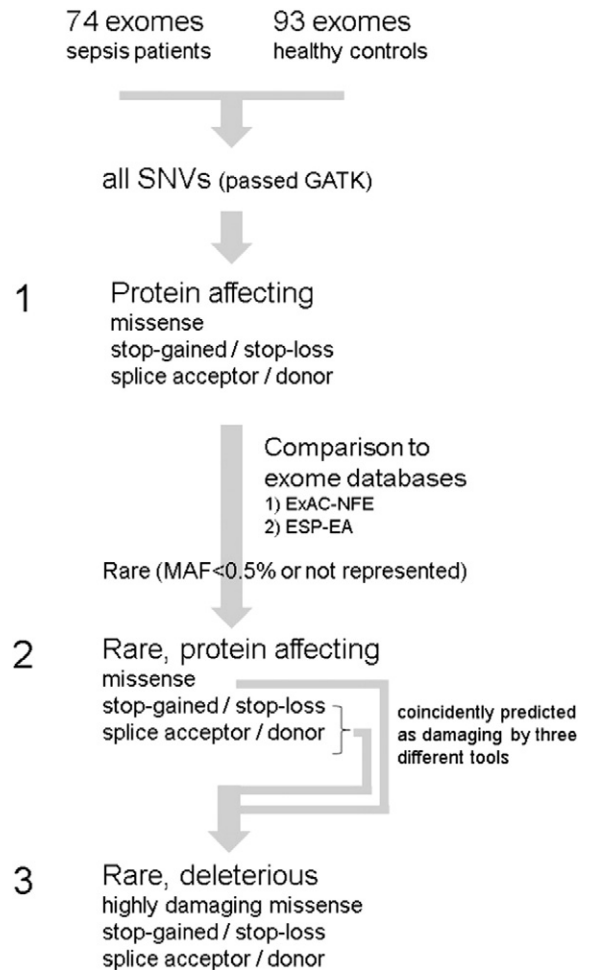 74 exomes
sepsis patients
93 exomes
healthy controls
all SNVs (passed GATK)
1
Protein affecting
missense
stop-gained / stop-loss
splice acceptor / donor
Comparison to
exome databases
1) ExAC-NFE
2) ESP-EA
Rare (MAF<0.5% or not represented)
2
Rare, protein affecting
missense
stop-gained / stop-loss
splice acceptor / donor
coincidently predicted
as damaging by three
different tools
3
Rare, deleterious
highly damaging missense
stop-gained / stop-loss
splice acceptor / donor